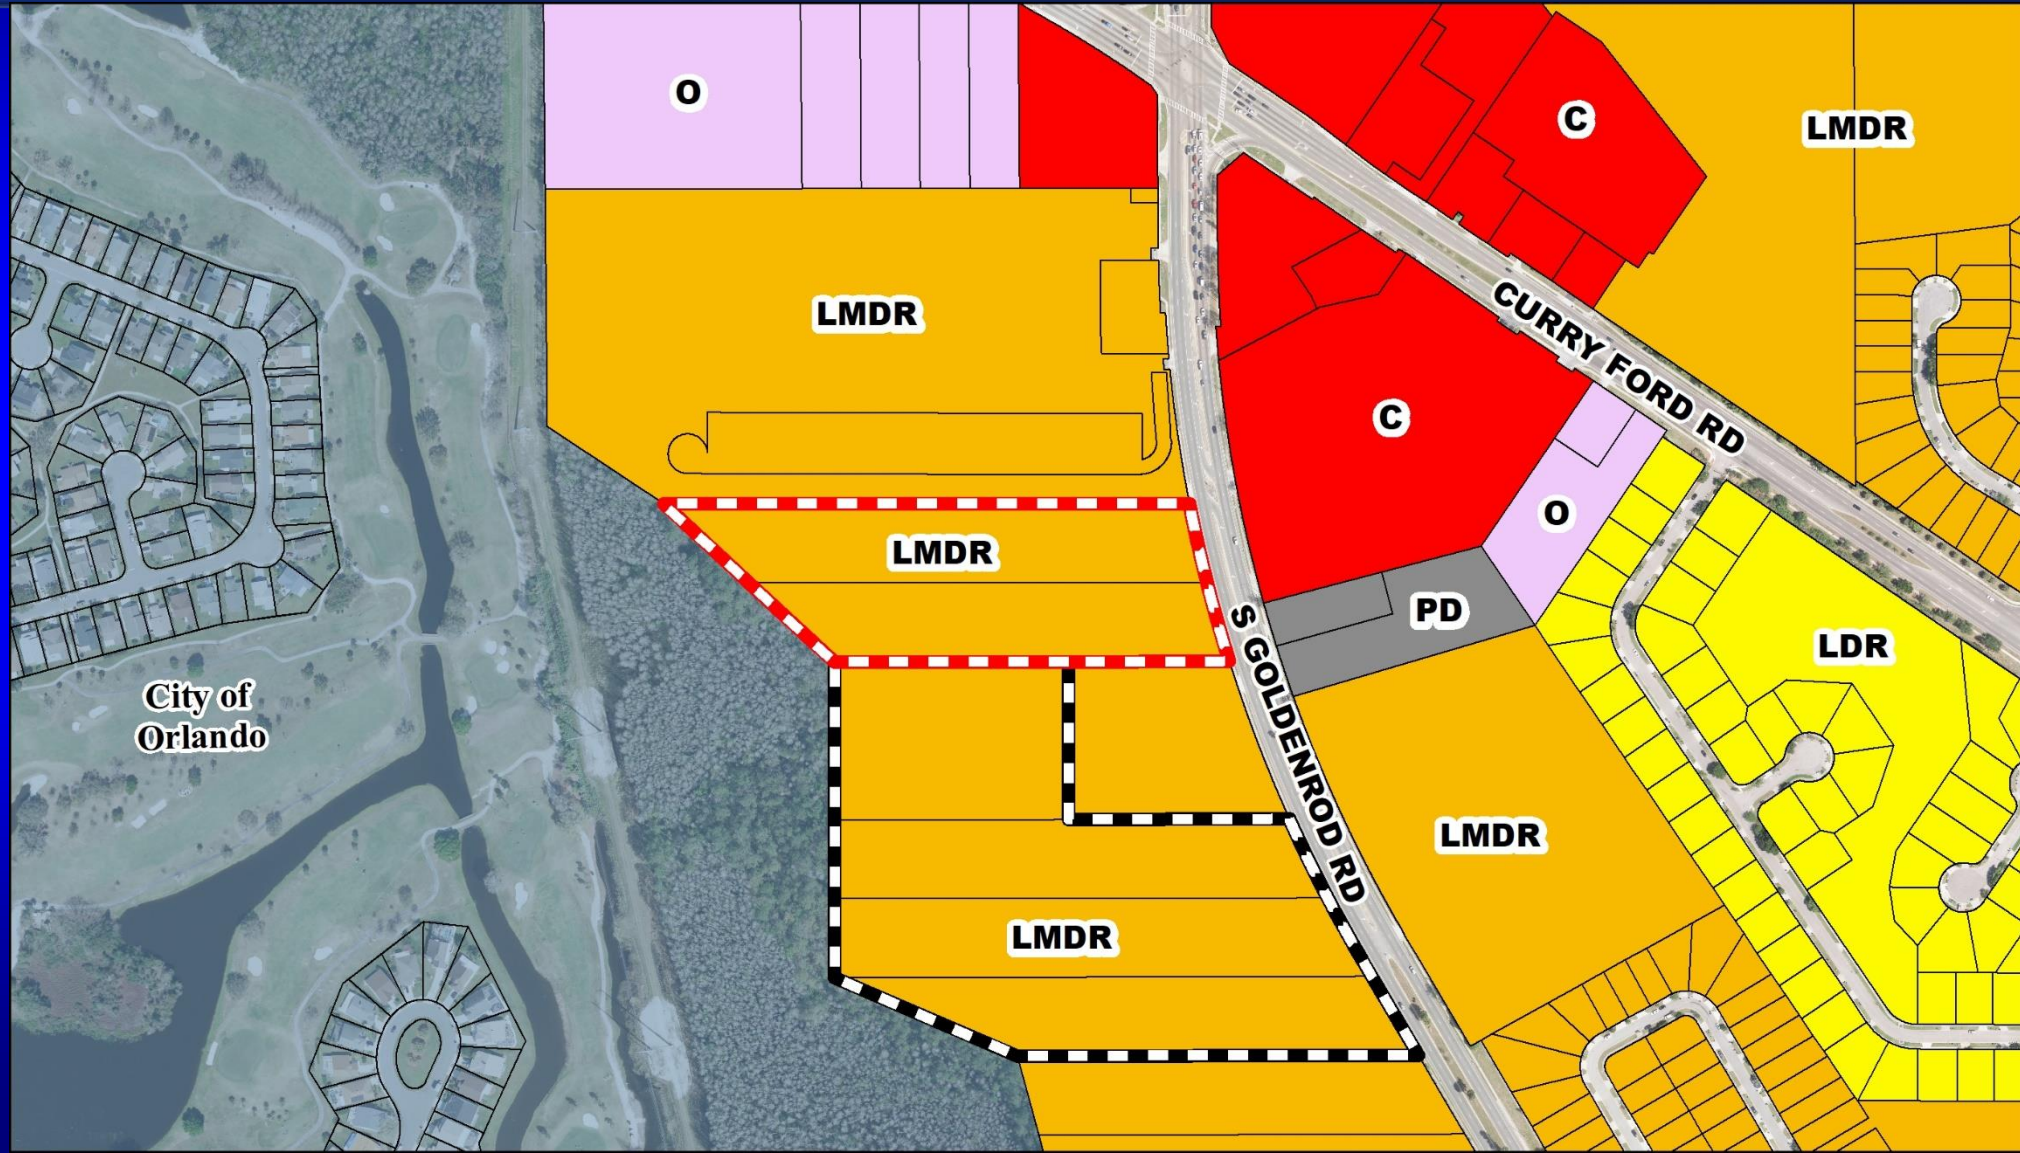 O
C
LMDR
LMDR
CURRY FORD RD
C
O
LMDR
PD
S GOLDENROD RD
LDR
City of
Orlando
LMDR
LMDR